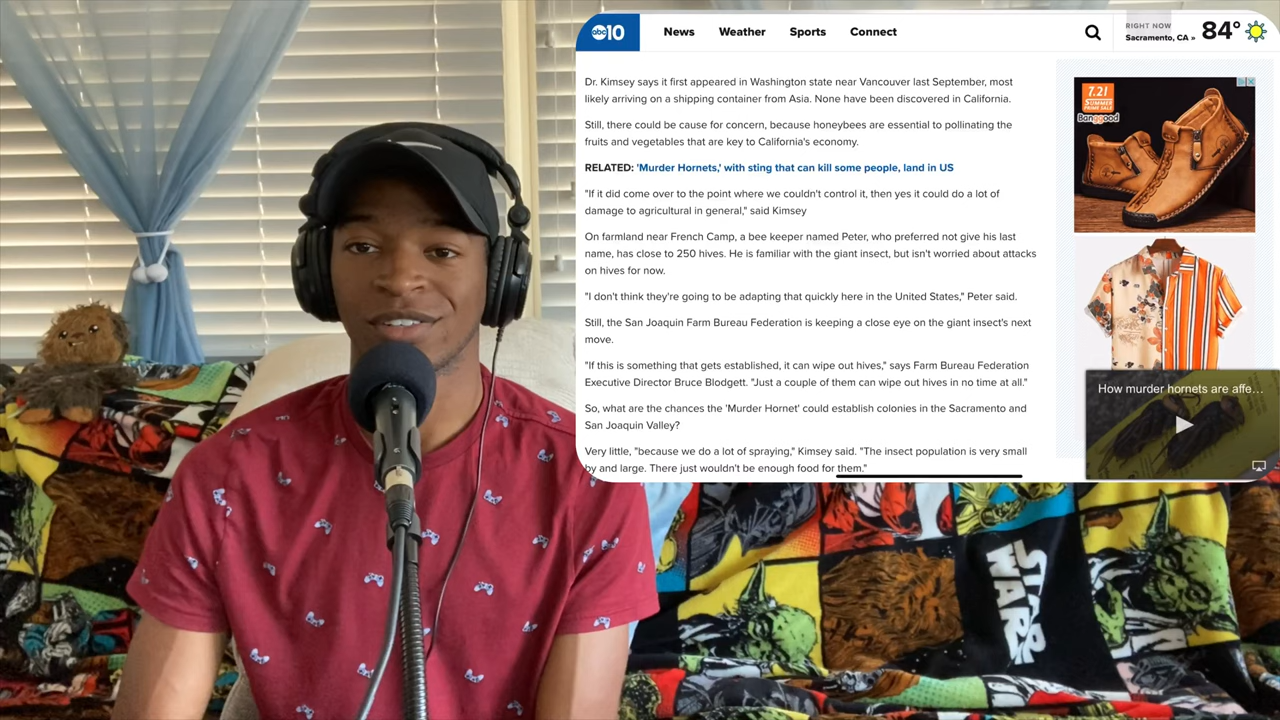 abc10
News
Weather
Sports
Connect
RIGHT NOW
Sacramento, CA »
84°
Dr. Kimsey says it first appeared in Washington state near Vancouver last September, most
likely arriving on a shipping container from Asia. None have been discovered in California.
Still, there could be cause for concern, because honeybees are essential to pollinating the
fruits and vegetables that are key to California's economy.
RELATED: 'Murder Hornets,' with sting that can kill some people, land in US
"If it did come over to the point where we couldn't control it, then yes it could do a lot of
damage to agricultural in general," said Kimsey
On farmland near French Camp, a bee keeper named Peter, who preferred not give his last
name, has close to 250 hives. He is familiar with the giant insect, but isn't worried about attacks
on hives for now.
"I don't think they're going to be adapting that quickly here in the United States," Peter said.
Still, the San Joaquin Farm Bureau Federation is keeping a close eye on the giant insect's next
move.
"If this is something that gets established, it can wipe out hives," says Farm Bureau Federation
Executive Director Bruce Blodgett. "Just a couple of them can wipe out hives in no time at all."
So, what are the chances the 'Murder Hornet' could establish colonies in the Sacramento and
San Joaquin Valley?
Very little, "because we do a lot of spraying," Kimsey said. "The insect population is very small
by and large. There just wouldn't be enough food for them."
7.21
SUMMER
PRIME SALE
Banggood
How murder hornets are affe...
STAR
WARS